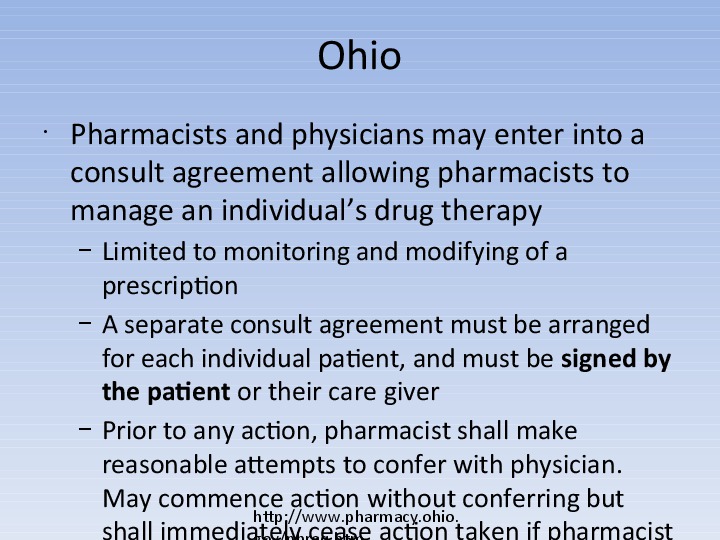 Ohio
· Pharmacists and physicians may enter into a
consult agreement allowing pharmacists to
manage an individual’s drug therapy
– Limited to monitoring and modifying of a
prescription
– A separate consult agreement must be arranged
for each individual patient, and must be signed by
the patient or their care giver
– Prior to any action, pharmacist shall make
reasonable attempts to confer with physician.
May commence action without conferring but
shall immediately cease action taken if pharmacist
http://www.pharmacy.ohio.